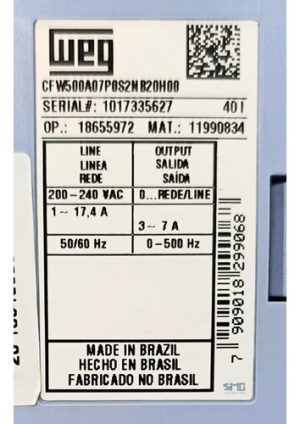 WEG
CFW500A07P0S2NB20H00
SERIAL#: 1017335627 40I
OP.: 18655972 MAT.: 11990834
LINE OUTPUT
LINEA SALIDA
REDE SAÍDA
200-240 VAC 0...REDE/LINE
1~ 17,4 A
3~ 7 A
50/60 Hz 0-500 Hz
7 909018 299068
MADE IN BRAZIL
HECHO EN BRASIL
FABRICADO NO BRASIL